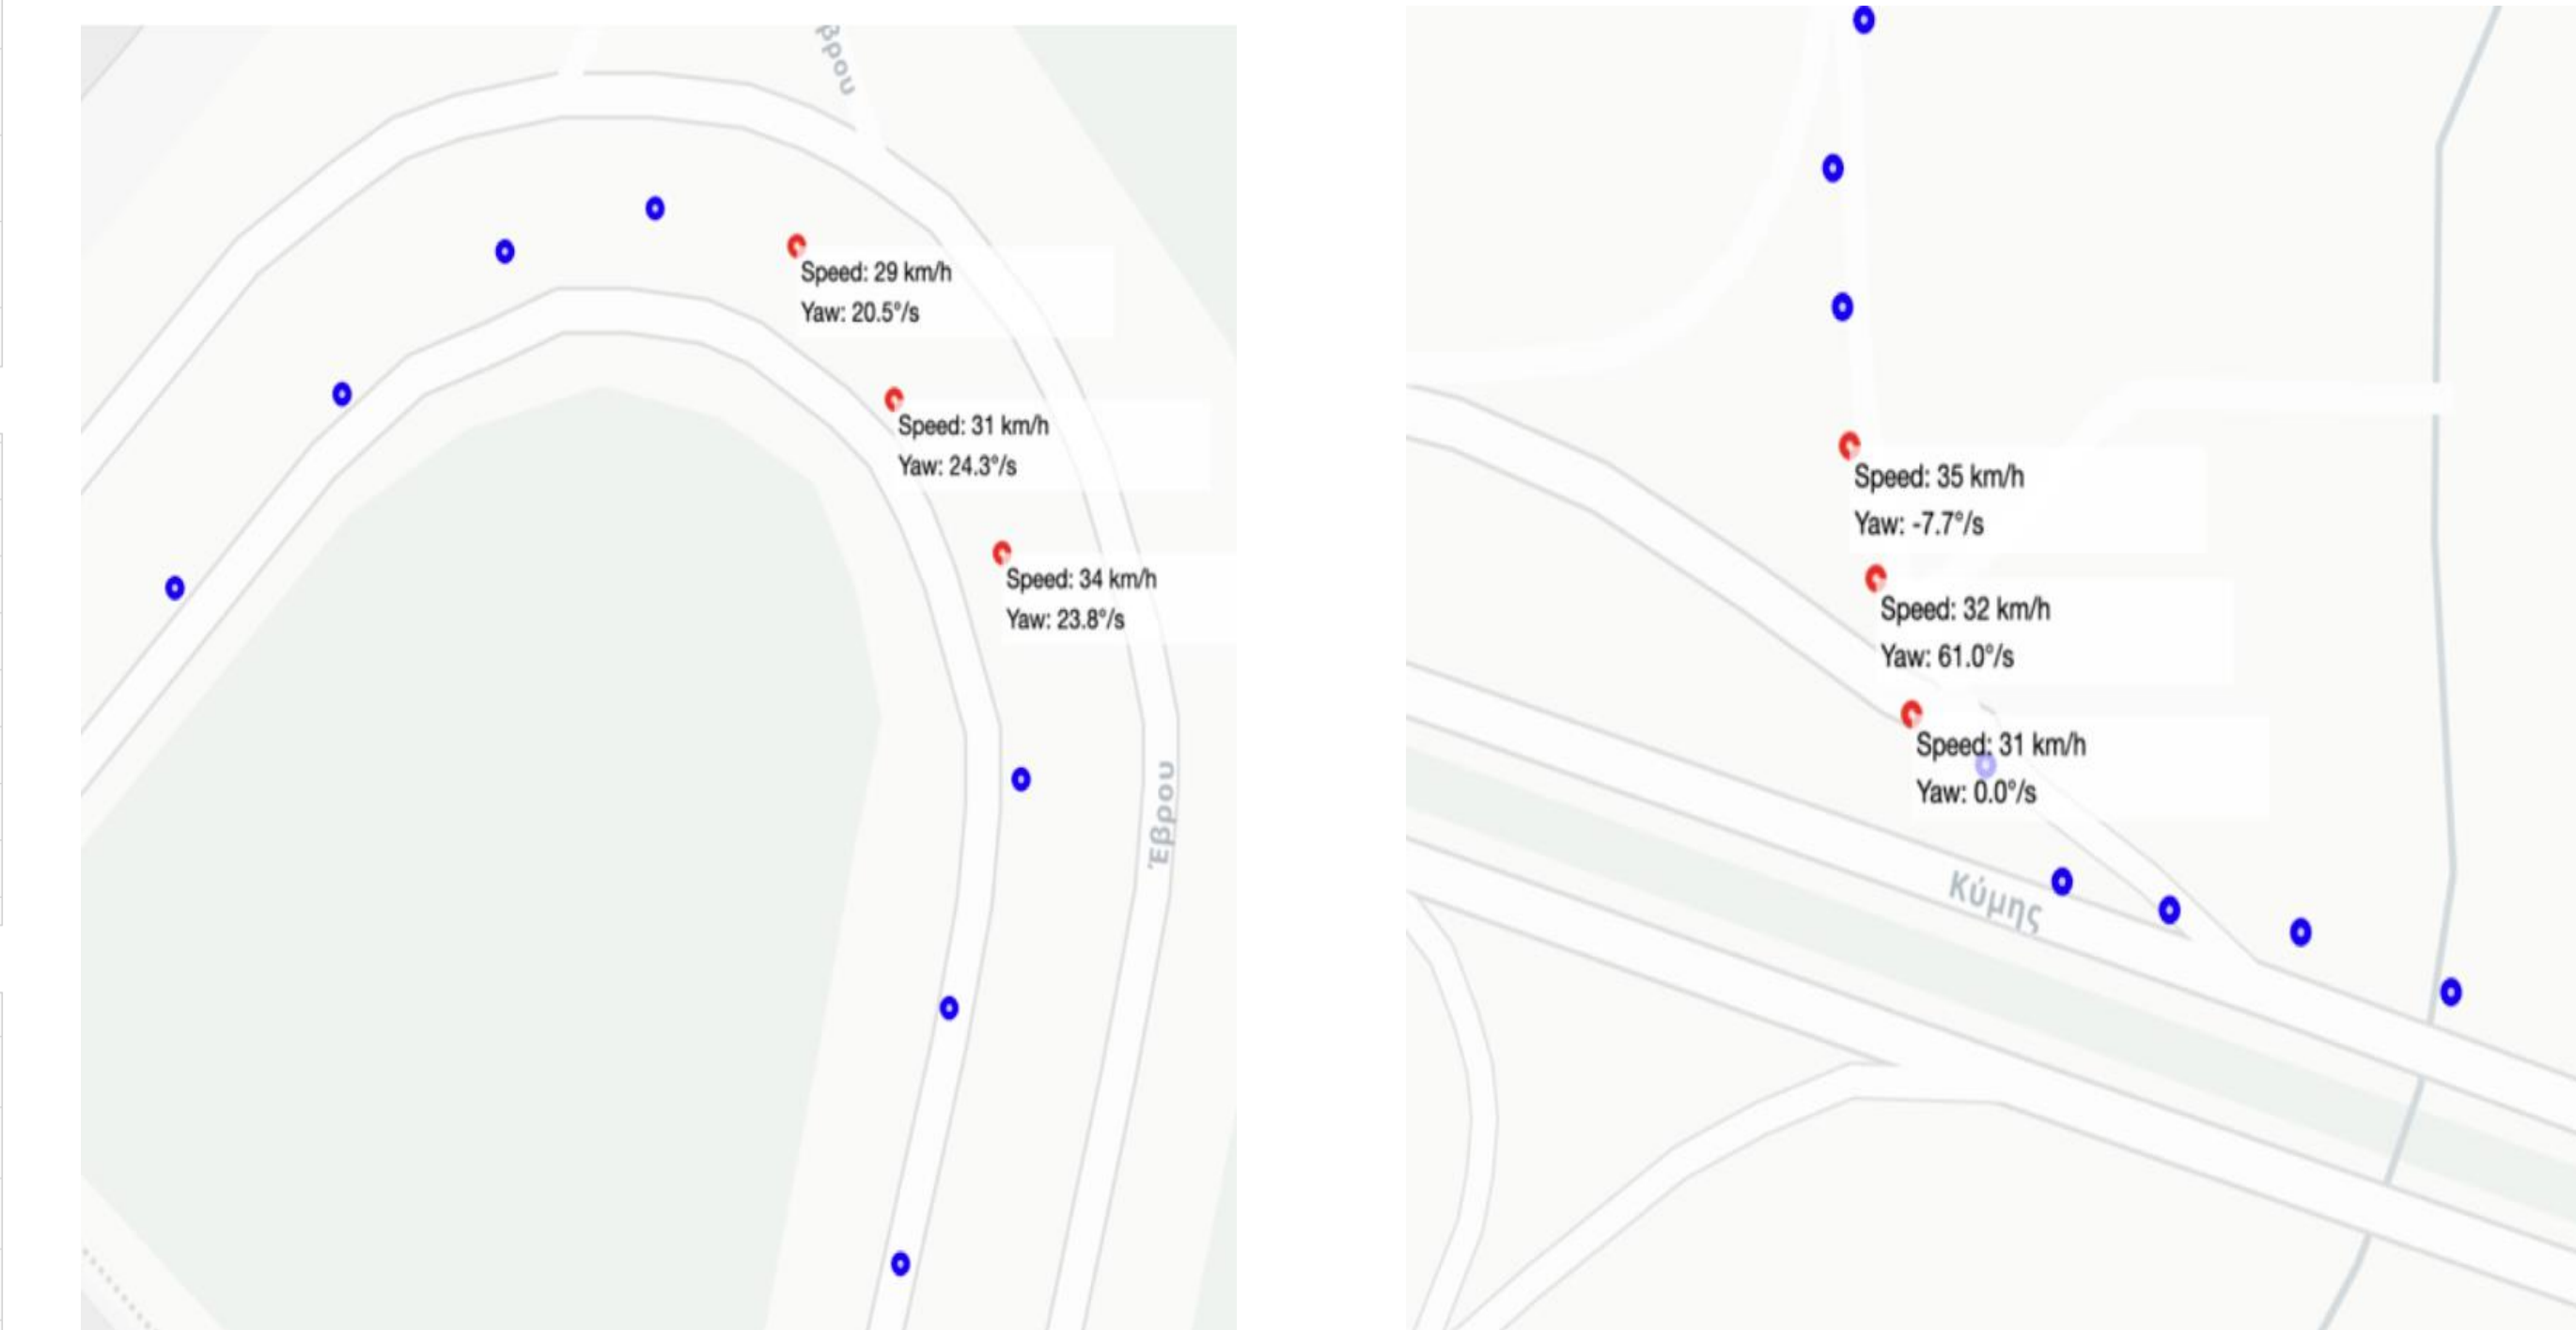 βρου
Speed: 29 km/h
Yaw: 20.5°/s
Speed: 31 km/h
Yaw: 24.3°/s
Speed: 34 km/h
Yaw: 23.8°/s
Έβρου
Speed: 35 km/h
Yaw: -7.7°/s
Speed: 32 km/h
Yaw: 61.0°/s
Speed: 31 km/h
Yaw: 0.0°/s
Κύμης